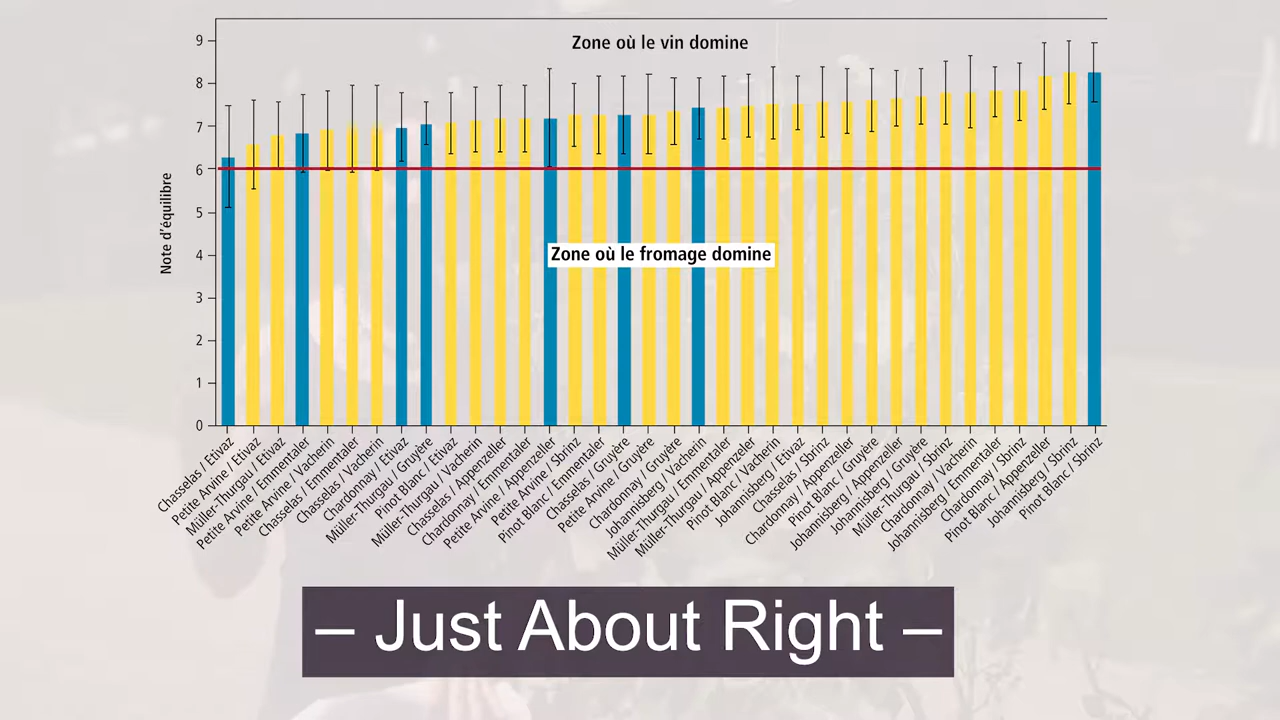 9
Zone où le vin domine
8
7
6
5
Note d'équilibre
Zone où le fromage domine
4
3
2
1
0
Chasselas / Etivaz
Petite Arvine / Etivaz
Müller-Thurgau / Etivaz
Petite Arvine / Emmentaler
Petite Arvine / Vacherin
Chasselas / Emmentaler
Chasselas / Vacherin
Chardonnay / Etivaz
Müller-Thurgau / Gruyère
Pinot Blanc / Etivaz
Müller-Thurgau / Vacherin
Chasselas / Appenzeller
Chardonnay / Emmentaler
Petite Arvine / Appenzeller
Petite Arvine / Sbrinz
Pinot Blanc / Emmentaler
Chasselas / Gruyère
Petite Arvine / Gruyère
Chardonnay / Gruyère
Johannisberg / Vacherin
Müller-Thurgau / Emmentaler
Müller-Thurgau / Appenzeler
Pinot Blanc / Vacherin
Johannisberg / Etivaz
Chasselas / Sbrinz
Chardonnay / Appenzeller
Pinot Blanc / Gruyère
Johannisberg / Appenzeller
Johannisberg / Gruyère
Müller-Thurgau / Sbrinz
Chardonnay / Vacherin
Johannisberg / Emmentaler
Chardonnay / Sbrinz
Pinot Blanc / Appenzeller
Johannisberg / Sbrinz
Pinot Blanc / Sbrinz
– Just About Right –